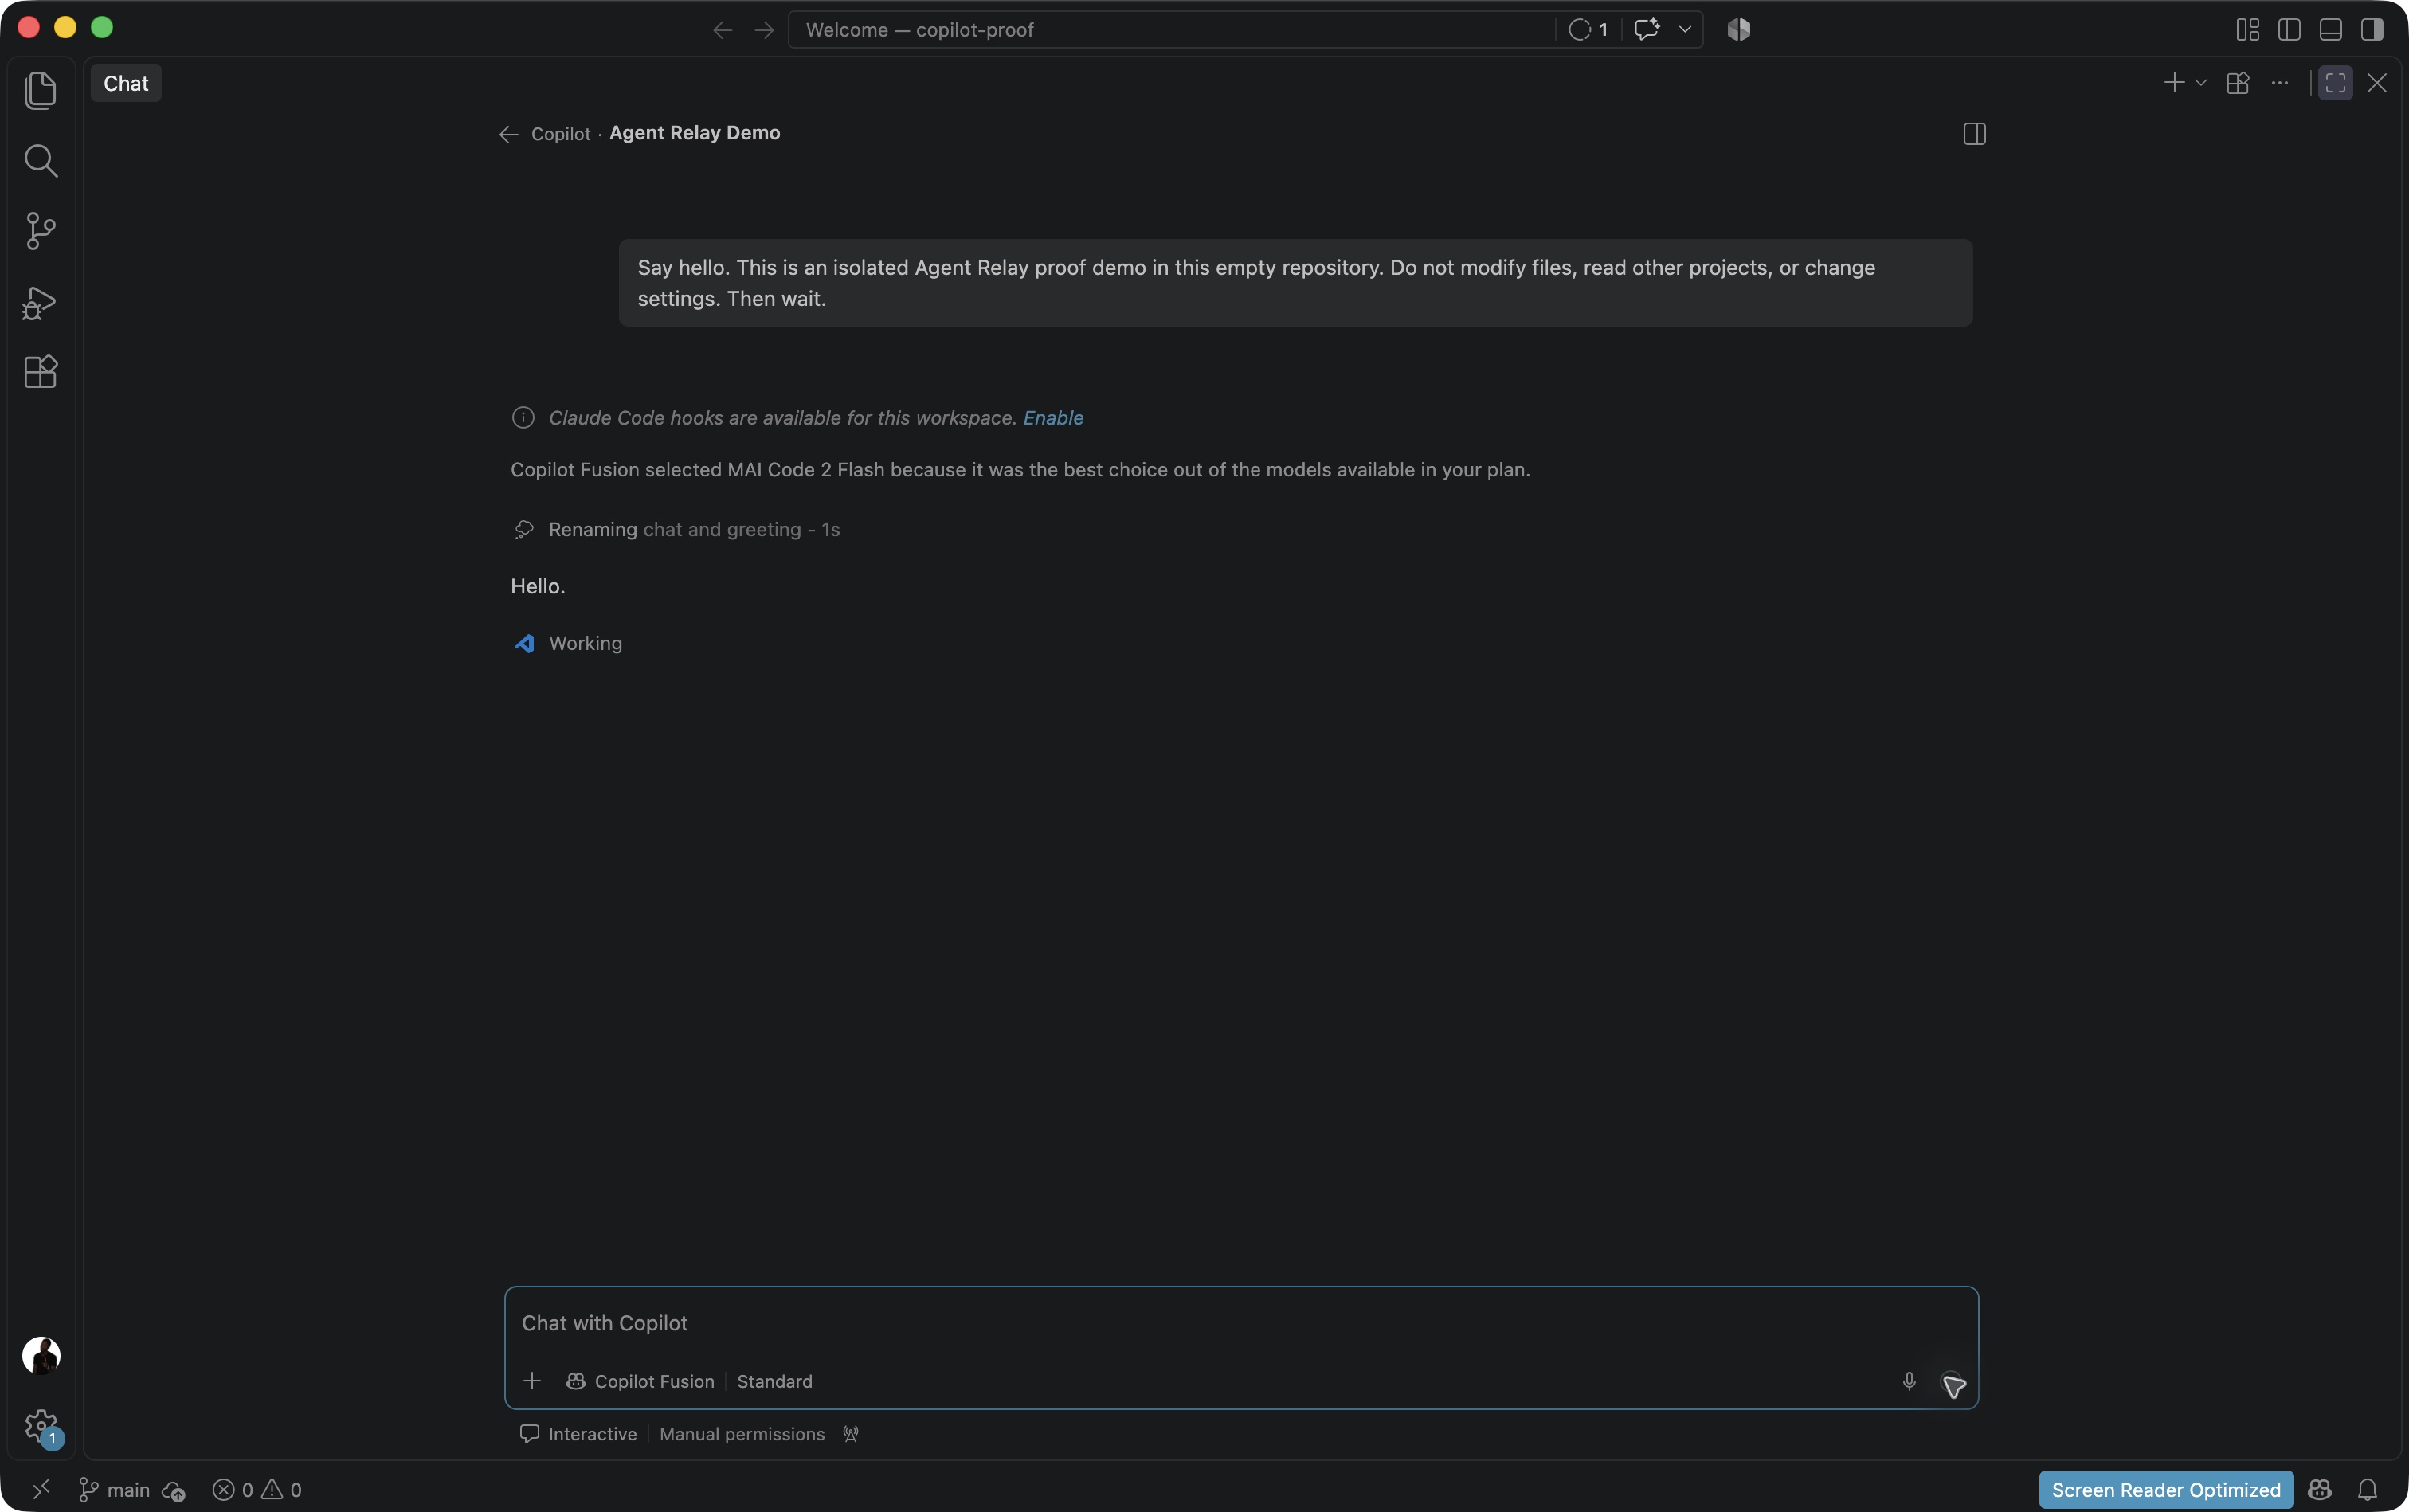 Welcome — copilot-proof
1
Chat
Copilot · Agent Relay Demo
Say hello. This is an isolated Agent Relay proof demo in this empty repository. Do not modify files, read other projects, or change
settings. Then wait.
Claude Code hooks are available for this workspace. Enable
Copilot Fusion selected MAI Code 2 Flash because it was the best choice out of the models available in your plan.
Renaming chat and greeting - 1s
Hello.
Working
Chat with Copilot
Copilot Fusion Standard
Interactive Manual permissions
1
main 0 0 Screen Reader Optimized